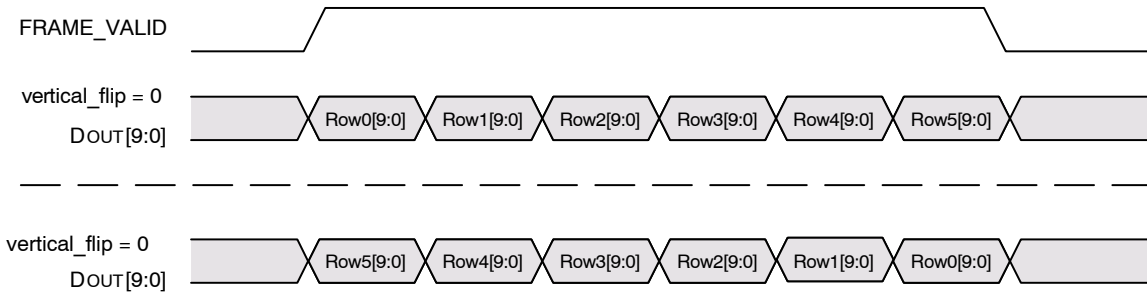 FRAME_VALID
vertical_flip = 0
DOUT[9:0]
Row0[9:0] Row1[9:0] Row2[9:0] Row3[9:0] Row4[9:0] Row5[9:0]
vertical_flip = 0
DOUT[9:0]
Row5[9:0] Row4[9:0] Row3[9:0] Row2[9:0] Row1[9:0] Row0[9:0]